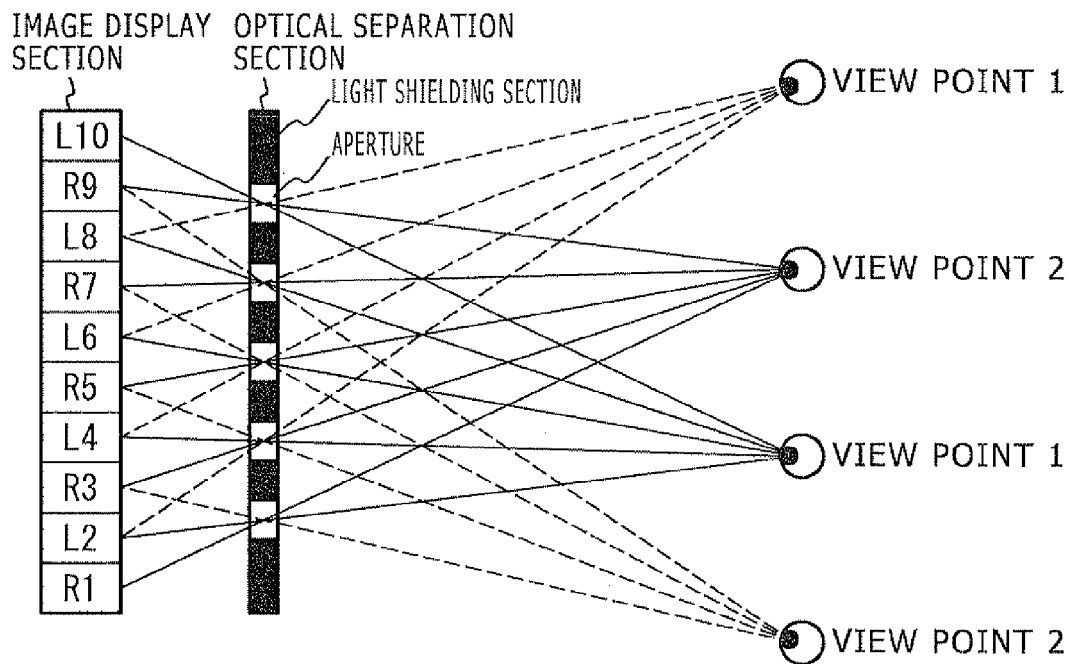 IMAGE DISPLAY
SECTION
OPTICAL SEPARATION
SECTION
LIGHT SHIELDING SECTION
APERTURE
VIEW POINT 1
VIEW POINT 2
VIEW POINT 1
VIEW POINT 2
L10
R9
L8
R7
L6
R5
L4
R3
L2
R1